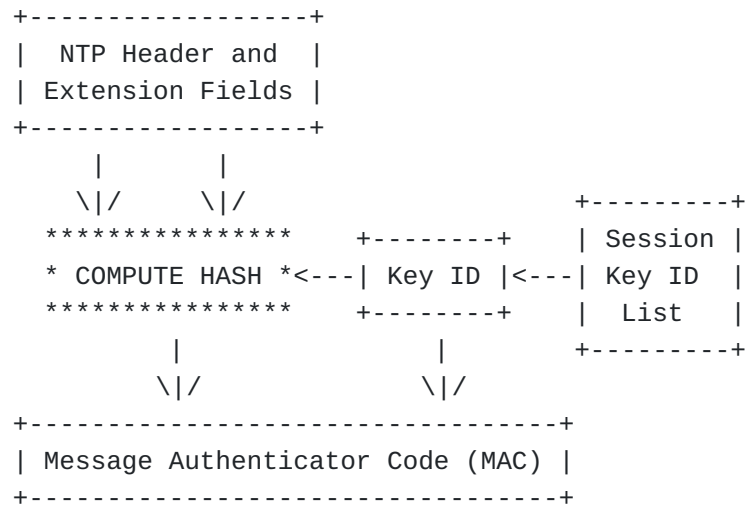 NTP Header and
Extension Fields
Session
COMPUTE HASH Key ID Key ID
List
Message Authenticator Code (MAC)